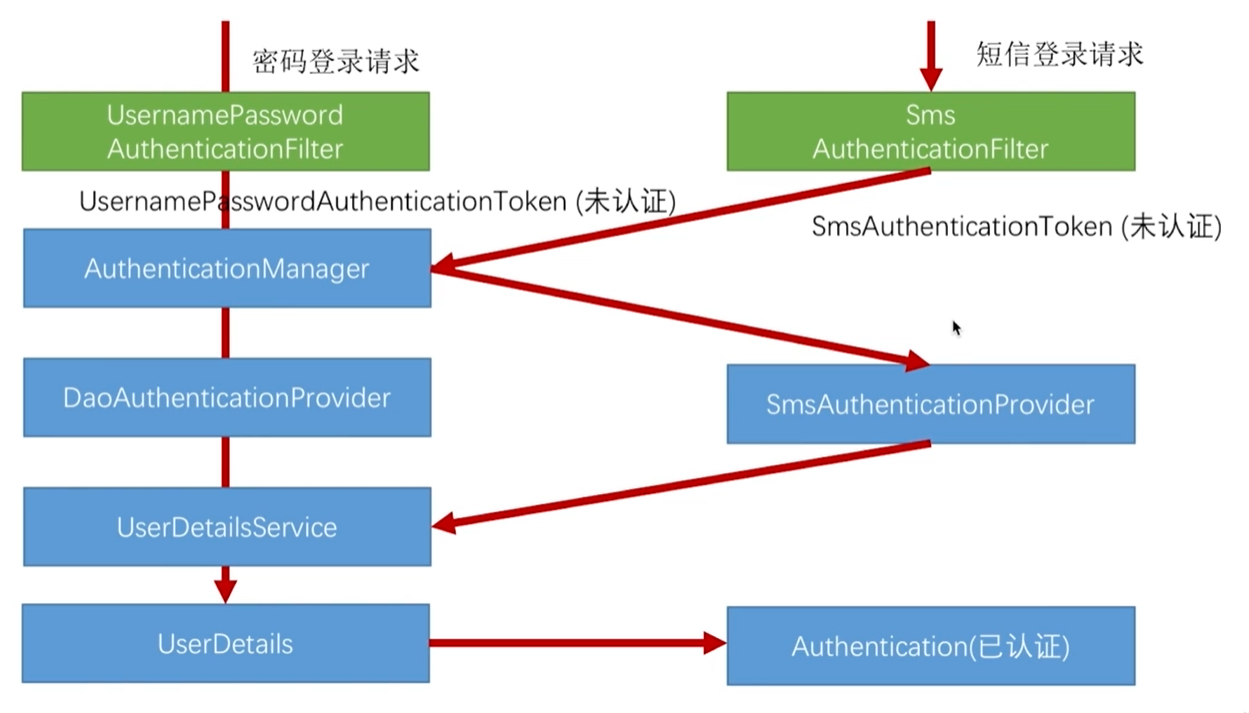 密码登录请求
短信登录请求
UsernamePassword
AuthenticationFilter
Sms
AuthenticationFilter
UsernamePasswordAuthenticationToken (未认证)
SmsAuthenticationToken (未认证)
AuthenticationManager
DaoAuthenticationProvider
SmsAuthenticationProvider
UserDetailsService
UserDetails
Authentication(已认证)